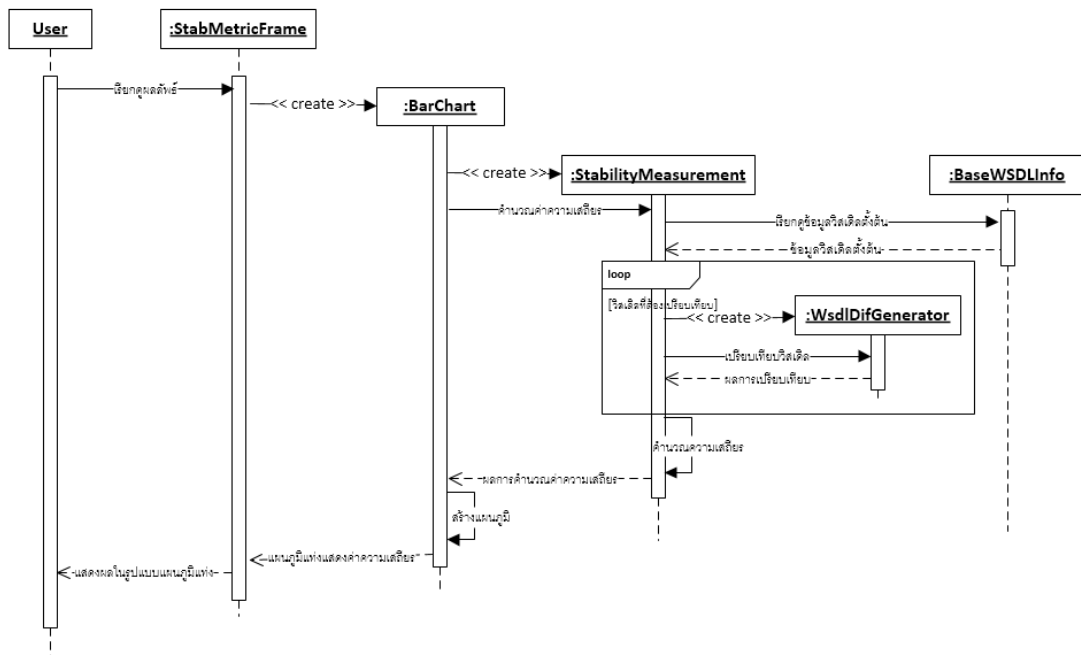 User
:StabMetricFrame
เรียกดูผลลัพธ์
<< create >>
:BarChart
<< create >>
:StabilityMeasurement
:BaseWSDLInfo
คำนวณค่าความเสถียร
เรียกดูข้อมูลวิสเดิลตั้งต้น
ข้อมูลวิสเดิลตั้งต้น
loop
[วิสเดิลที่ต้องเปรียบเทียบ]
<< create >>
:WsdlDifGenerator
เปรียบเทียบวิสเดิล
ผลการเปรียบเทียบ
คำนวณความเสถียร
ผลการคำนวณค่าความเสถียร
สร้างแผนภูมิ
แผนภูมิแท่งแสดงค่าความเสถียร
แสดงผลในรูปแบบแผนภูมิแท่ง